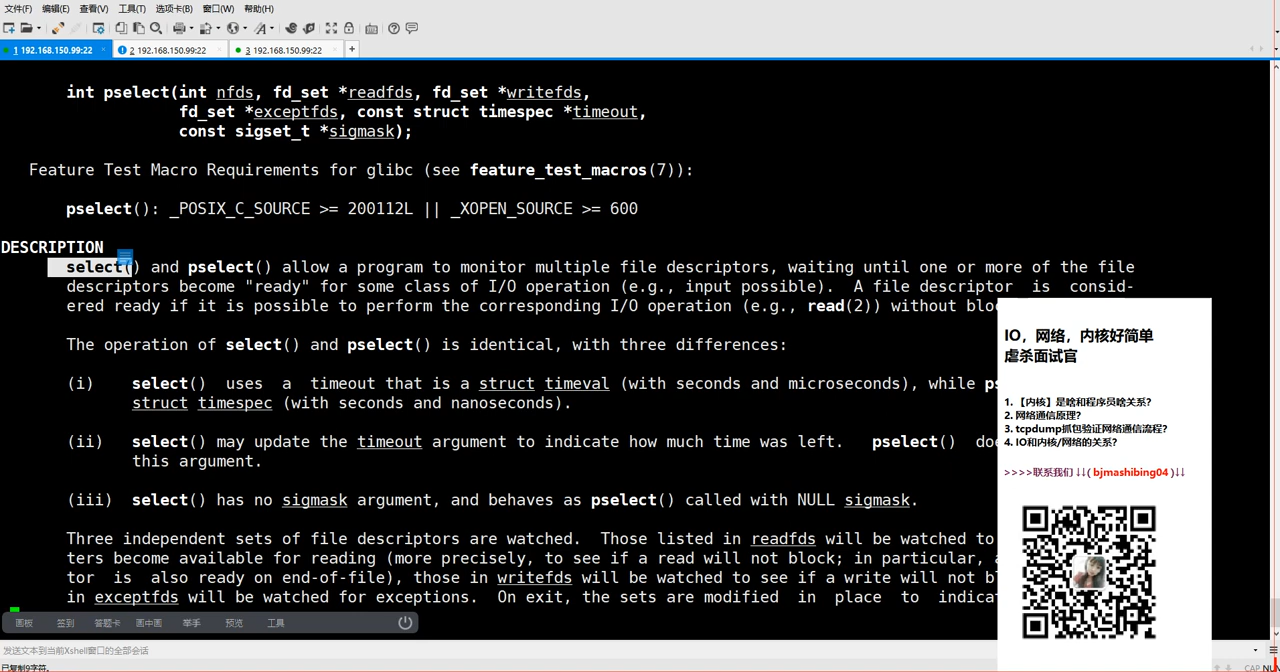 文件(F) 编辑(E) 查看(V) 工具(T) 选项卡(B) 窗口(W) 帮助(H)
1 192.168.150.99:22 × 2 192.168.150.99:22 × 3 192.168.150.99:22 × +
int pselect(int nfds, fd_set *readfds, fd_set *writefds,
fd_set *exceptfds, const struct timespec *timeout,
const sigset_t *sigmask);
Feature Test Macro Requirements for glibc (see feature_test_macros(7)):
pselect(): _POSIX_C_SOURCE >= 200112L || _XOPEN_SOURCE >= 600
DESCRIPTION
select() and pselect() allow a program to monitor multiple file descriptors, waiting until one or more of the file
descriptors become "ready" for some class of I/O operation (e.g., input possible).  A file descriptor  is  consid-
ered ready if it is possible to perform the corresponding I/O operation (e.g., read(2)) without bloc
The operation of select() and pselect() is identical, with three differences:
(i) select()  uses  a  timeout that is a struct timeval (with seconds and microseconds), while ps
struct timespec (with seconds and nanoseconds).
(ii) select() may update the timeout argument to indicate how much time was left.  pselect()  doe
this argument.
(iii) select() has no sigmask argument, and behaves as pselect() called with NULL sigmask.
Three independent sets of file descriptors are watched.  Those listed in readfds will be watched to
ters become available for reading (more precisely, to see if a read will not block; in particular, a
tor  is  also ready on end-of-file), those in writefds will be watched to see if a write will not bl
in exceptfds will be watched for exceptions.  On exit, the sets are modified  in  place  to  indicat
IO，网络，内核好简单
虐杀面试官
1. 【内核】是啥和程序员啥关系?
2. 网络通信原理?
3. tcpdump抓包验证网络通信流程?
4. IO和内核/网络的关系?
>>>>联系我们↓↓( bjmashibing04 )↓↓
画板 签到 答题卡 画中画 举手 预览 工具
发送文本到当前Xshell窗口的全部会话
已复制9字符。 CAP NUM